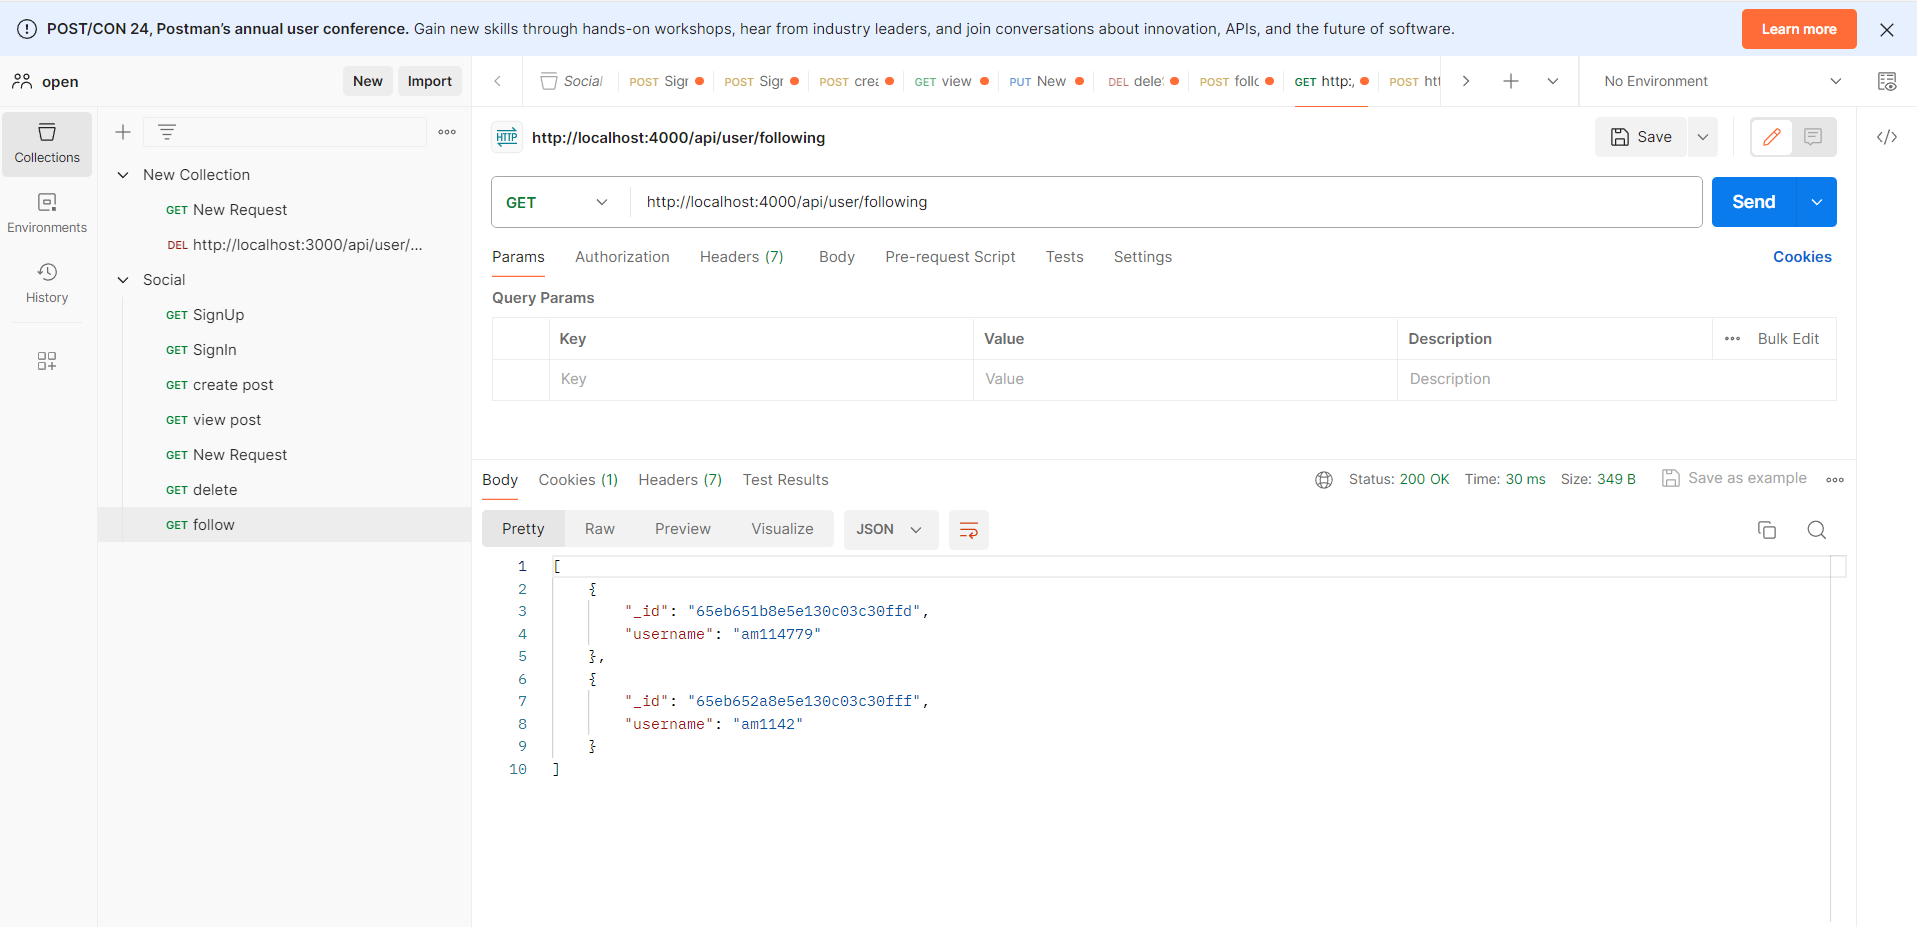 POST/CON 24, Postman’s annual user conference. Gain new skills through hands-on workshops, hear from industry leaders, and join conversations about innovation, APIs, and the future of software.
Learn more
open
New
Import
Social
POST Sigr
POST Sigr
POST crea
GET view
PUT New
DEL dele
POST follo
GET http:/
POST htt
No Environment
Collections
Environments
History
New Collection
GET New Request
DEL http://localhost:3000/api/user/...
Social
GET SignUp
GET SignIn
GET create post
GET view post
GET New Request
GET delete
GET follow
HTTP http://localhost:4000/api/user/following
Save
GET http://localhost:4000/api/user/following
Send
Params Authorization Headers (7) Body Pre-request Script Tests Settings Cookies
Query Params
Key Value Description Bulk Edit
Key Value Description
Body Cookies (1) Headers (7) Test Results Status: 200 OK Time: 30 ms Size: 349 B Save as example
Pretty Raw Preview Visualize JSON
1 [
2 {
3 "_id": "65eb651b8e5e130c03c30ffd",
4 "username": "am114779"
5 },
6 {
7 "_id": "65eb652a8e5e130c03c30fff",
8 "username": "am1142"
9 }
10 ]